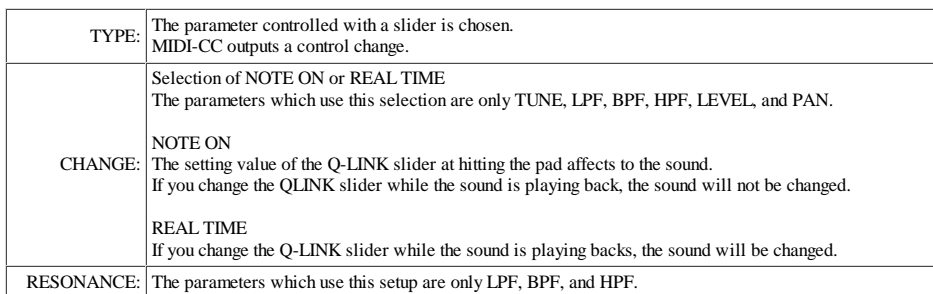 TYPE: The parameter controlled with a slider is chosen.
MIDI-CC outputs a control change.
Selection of NOTE ON or REAL TIME
The parameters which use this selection are only TUNE, LPF, BPF, HPF, LEVEL, and PAN.
NOTE ON
CHANGE: The setting value of the Q-LINK slider at hitting the pad affects to the sound.
If you change the QLINK slider while the sound is playing back, the sound will not be changed.
REAL TIME
If you change the Q-LINK slider while the sound is playing backs, the sound will be changed.
RESONANCE: The parameters which use this setup are only LPF, BPF, and HPF.